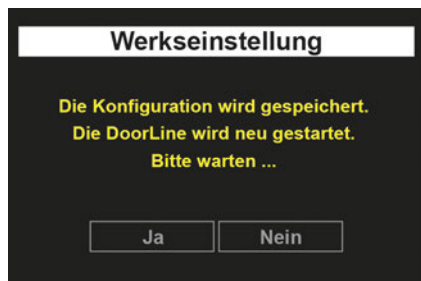 Werkseinstellung
Die Konfiguration wird gespeichert.
Die DoorLine wird neu gestartet.
Bitte warten ...
Ja Nein